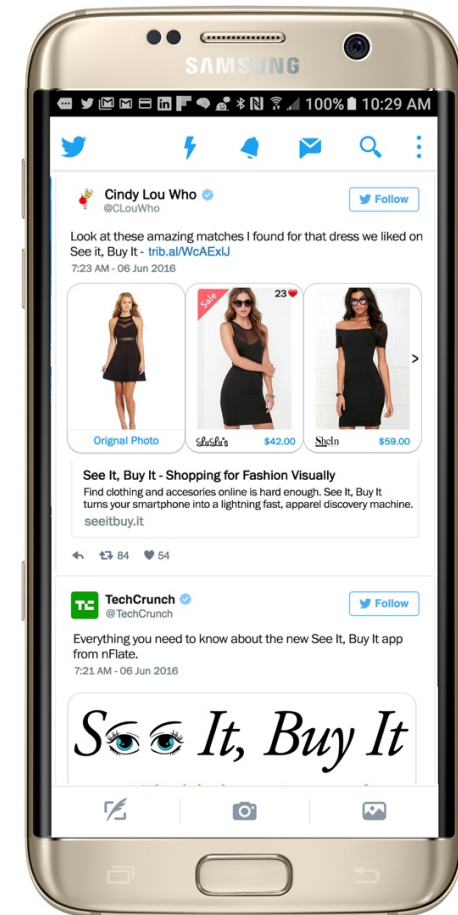 SAMSUNG
100% 10:29 AM
Cindy Lou Who
@CLouWho
Follow
Look at these amazing matches I found for that dress we liked on
See it, Buy It - trib.al/WcAExlJ
7:23 AM - 06 Jun 2016
Sale
23
Orignal Photo
LuLu's
$42.00
SheIn
$59.00
>
See It, Buy It - Shopping for Fashion Visually
Find clothing and accesories online is hard enough. See It, Buy It
turns your smartphone into a lightning fast, apparel discovery machine.
seeitbuy.it
84
54
TechCrunch
@TechCrunch
Follow
Everything you need to know about the new See It, Buy It app
from nFlate.
7:21 AM - 06 Jun 2016
See It, Buy It